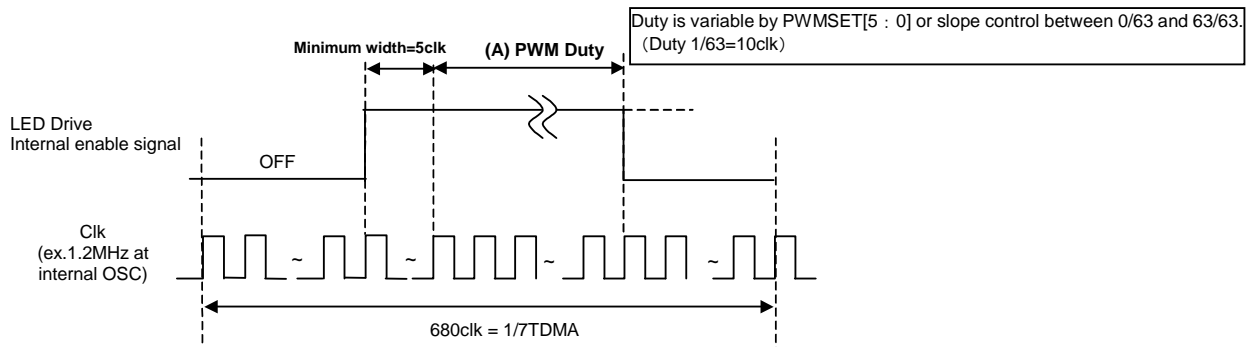 Duty is variable by PWMSET[5：0] or slope control between 0/63 and 63/63.
（Duty 1/63=10clk）
Minimum width=5clk
(A) PWM Duty
LED Drive
Internal enable signal
OFF
Clk
(ex.1.2MHz at
internal OSC)
~ ~ ~ ~
680clk = 1/7TDMA